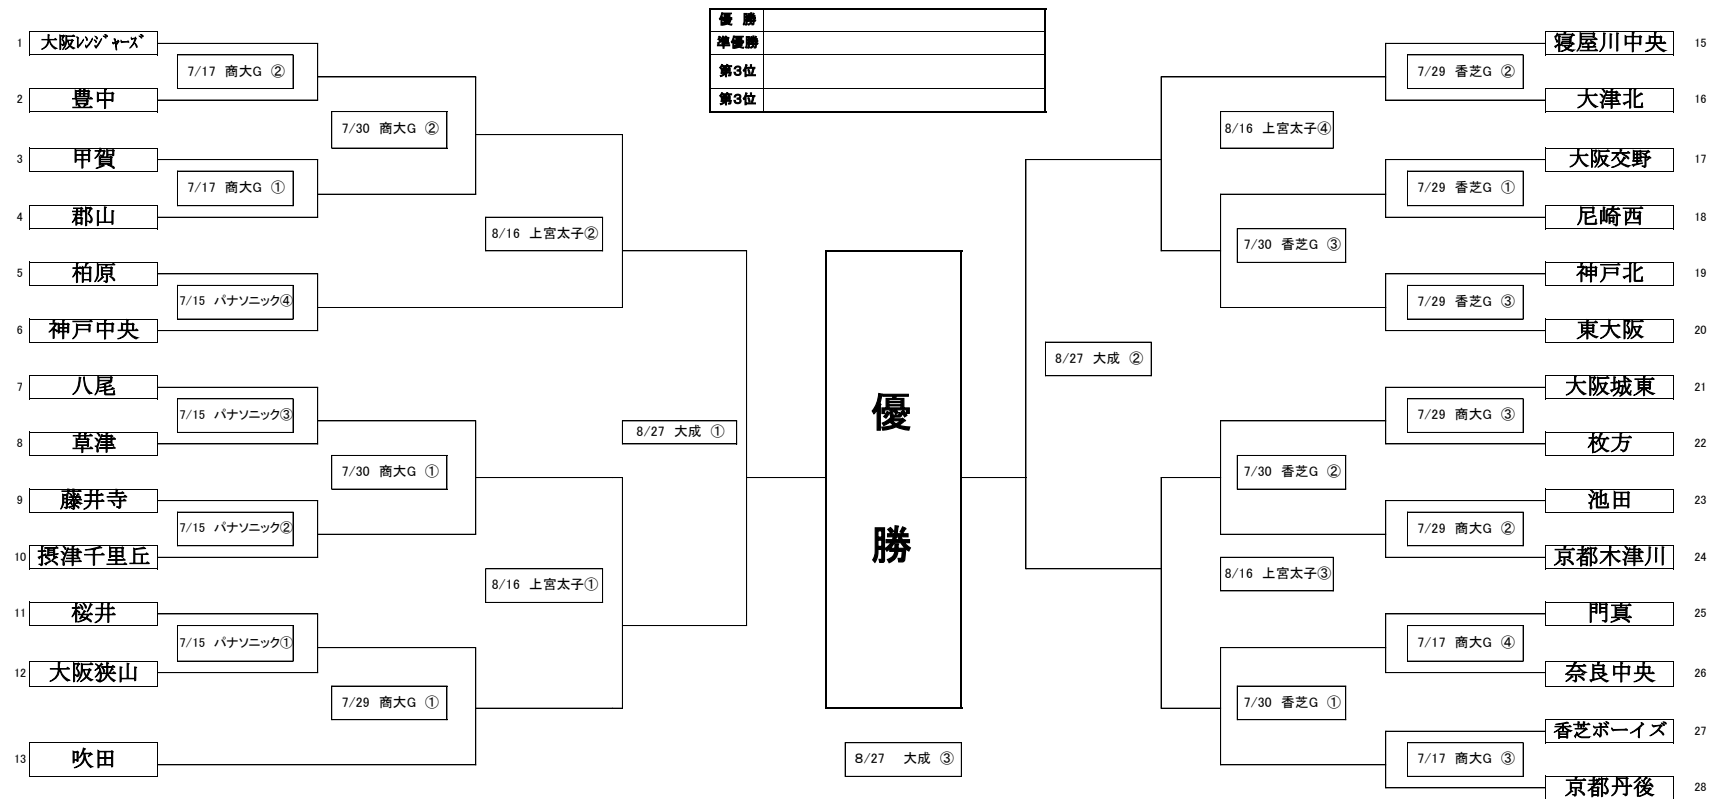 優 勝
準優勝
第3位
第3位
1 大阪ﾚﾝｼﾞｬｰｽﾞ
7/17 商大G ②
2 豊中
7/30 商大G ②
3 甲賀
7/17 商大G ①
4 郡山
8/16 上宮太子②
5 柏原
7/15 パナソニック④
6 神戸中央
7 八尾
7/15 パナソニック③
8 草津
8/27 大成 ①
7/30 商大G ①
9 藤井寺
7/15 パナソニック②
10 摂津千里丘
8/16 上宮太子①
11 桜井
7/15 パナソニック①
12 大阪狭山
7/29 商大G ①
13 吹田
優
勝
8/27 大成 ③
寝屋川中央 15
7/29 香芝G ②
大津北 16
8/16 上宮太子④
大阪交野 17
7/29 香芝G ①
尼崎西 18
7/30 香芝G ③
神戸北 19
7/29 香芝G ③
東大阪 20
8/27 大成 ②
大阪城東 21
7/29 商大G ③
枚方 22
7/30 香芝G ②
池田 23
7/29 商大G ②
京都木津川 24
8/16 上宮太子③
門真 25
7/17 商大G ④
奈良中央 26
7/30 香芝G ①
香芝ボーイズ 27
7/17 商大G ③
京都丹後 28